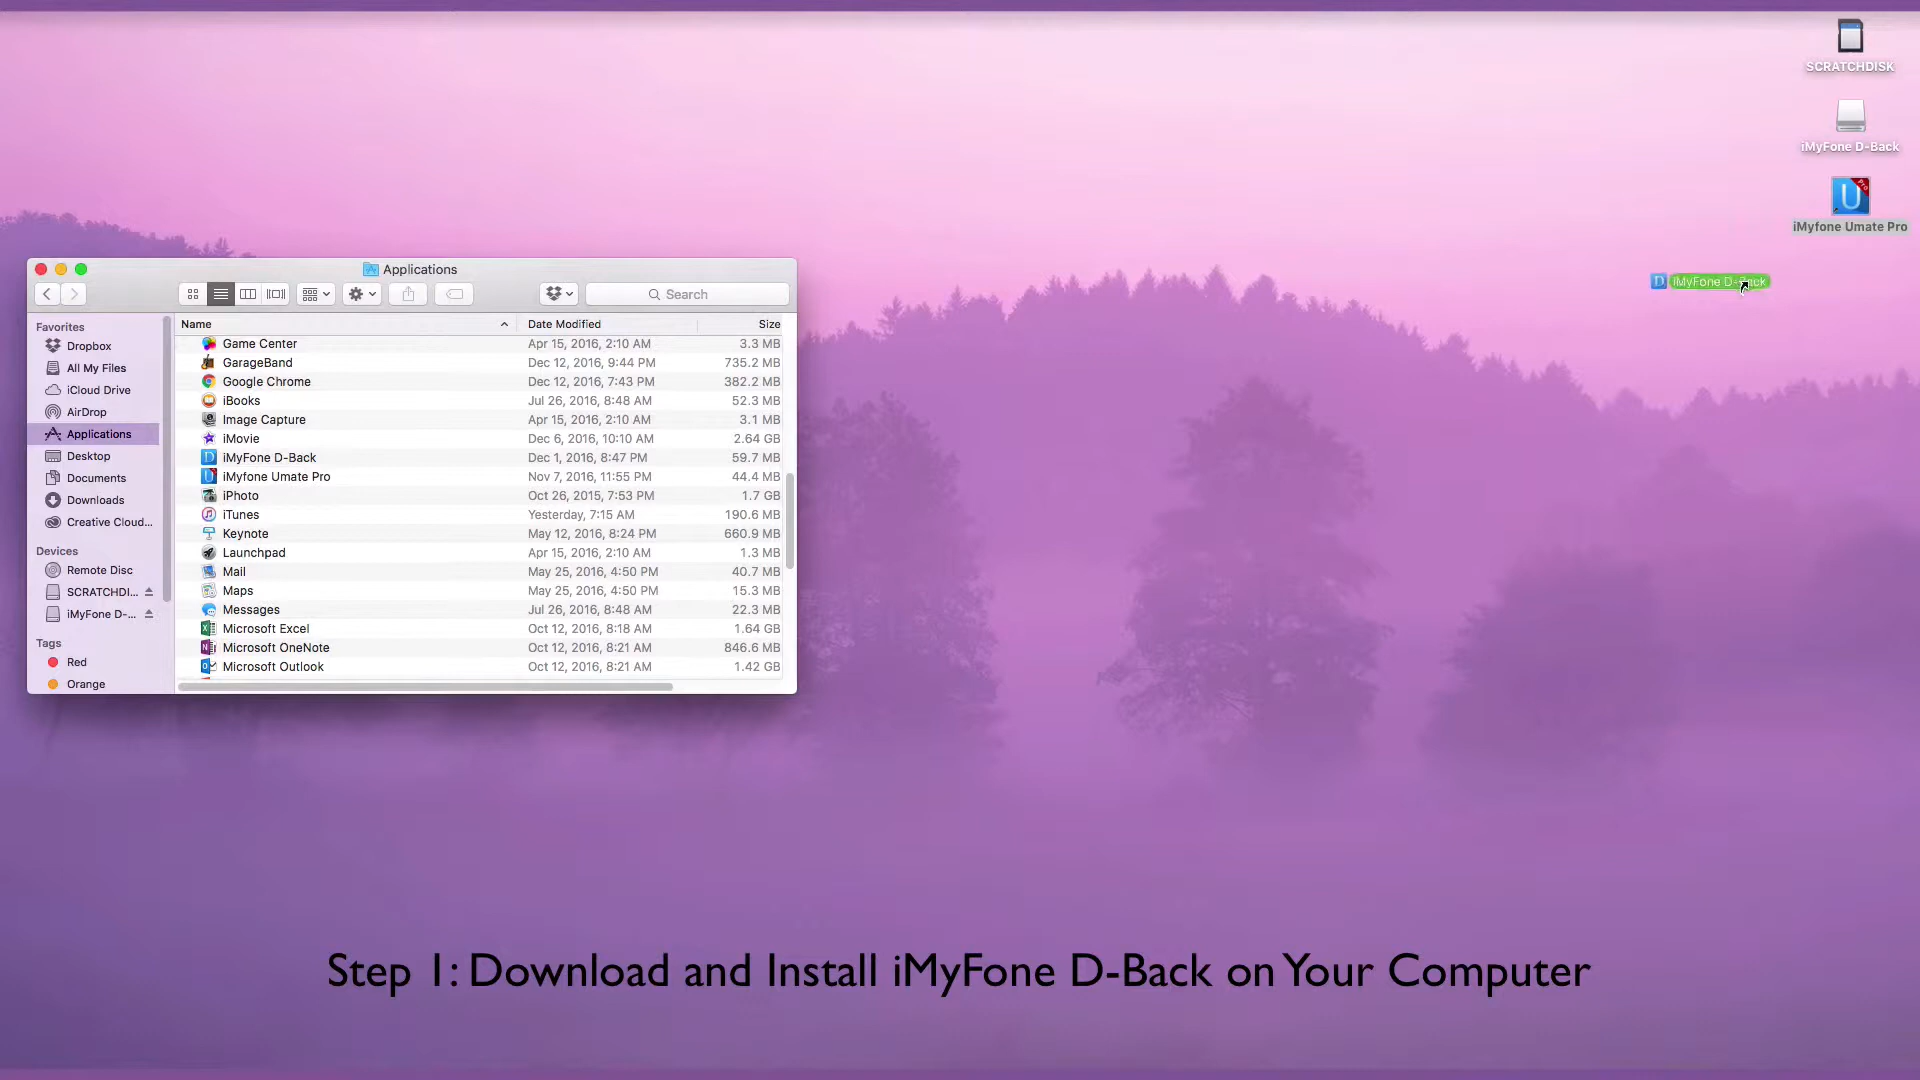 SCRATCHDISK
iMyFone D-Back
U Pro
iMyfone Umate Pro
D iMyFone D-Back
Applications
Search
Favorites
Dropbox
All My Files
iCloud Drive
AirDrop
Applications
Desktop
Documents
Downloads
Creative Cloud...
Devices
Remote Disc
SCRATCHDI...
iMyFone D-...
Tags
Red
Orange
Name Date Modified Size
Game Center Apr 15, 2016, 2:10 AM 3.3 MB
GarageBand Dec 12, 2016, 9:44 PM 735.2 MB
Google Chrome Dec 12, 2016, 7:43 PM 382.2 MB
iBooks Jul 26, 2016, 8:48 AM 52.3 MB
Image Capture Apr 15, 2016, 2:10 AM 3.1 MB
iMovie Dec 6, 2016, 10:10 AM 2.64 GB
iMyFone D-Back Dec 1, 2016, 8:47 PM 59.7 MB
iMyfone Umate Pro Nov 7, 2016, 11:55 PM 44.4 MB
iPhoto Oct 26, 2015, 7:53 PM 1.7 GB
iTunes Yesterday, 7:15 AM 190.6 MB
Keynote May 12, 2016, 8:24 PM 660.9 MB
Launchpad Apr 15, 2016, 2:10 AM 1.3 MB
Mail May 25, 2016, 4:50 PM 40.7 MB
Maps May 25, 2016, 4:50 PM 15.3 MB
Messages Jul 26, 2016, 8:48 AM 22.3 MB
Microsoft Excel Oct 12, 2016, 8:18 AM 1.64 GB
Microsoft OneNote Oct 12, 2016, 8:21 AM 846.6 MB
Microsoft Outlook Oct 12, 2016, 8:21 AM 1.42 GB
Step 1: Download and Install iMyFone D-Back on Your Computer